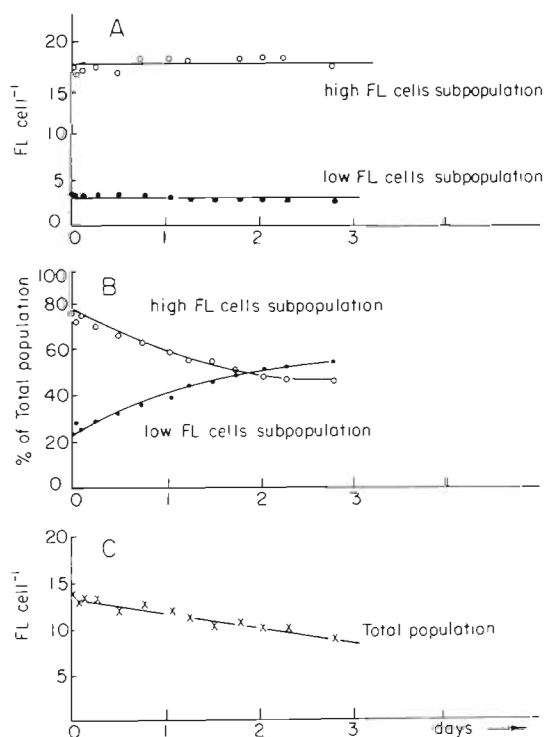 A
20
15
10
5
0
FL cell⁻¹
high FL cells subpopulation
low FL cells subpopulation
0
1
2
3
B
100
80
60
40
20
0
% of Total population
high FL cells subpopulation
low FL cells subpopulation
0
1
2
3
C
20
15
10
5
FL cell⁻¹
Total population
0
1
2
3
days